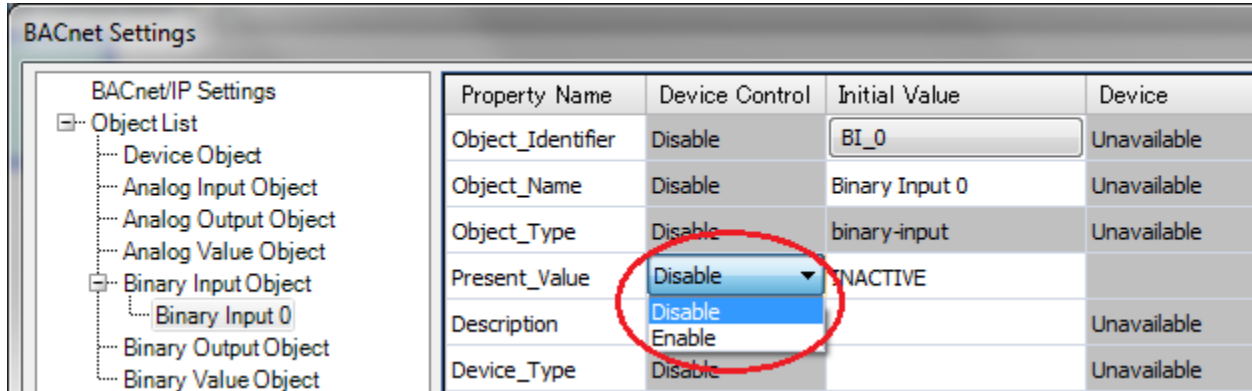 BACnet Settings
BACnet/IP Settings
Object List
Device Object
Analog Input Object
Analog Output Object
Analog Value Object
Binary Input Object
Binary Input 0
Binary Output Object
Binary Value Object
Property Name Device Control Initial Value Device
Object_Identifier Disable BI_0 Unavailable
Object_Name Disable Binary Input 0 Unavailable
Object_Type Disable binary-input Unavailable
Present_Value Disable INACTIVE
Disable
Description Unavailable
Enable
Device_Type Disable Unavailable